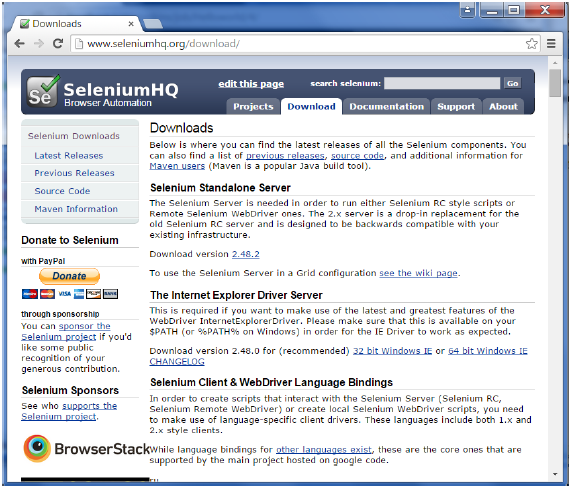 Downloads
www.seleniumhq.org/download/
Se
SeleniumHQ
Browser Automation
edit this page
search selenium:
Go
Projects
Download
Documentation
Support
About
Selenium Downloads
Latest Releases
Previous Releases
Source Code
Maven Information
Donate to Selenium
with PayPal
Donate
VISA
through sponsorship
You can sponsor the
Selenium project if you'd
like some public
recognition of your
generous contribution.
Selenium Sponsors
See who supports the
Selenium project.
BrowserStack
Downloads
Below is where you can find the latest releases of all the Selenium components. You
can also find a list of previous releases, source code, and additional information for
Maven users (Maven is a popular Java build tool).
Selenium Standalone Server
The Selenium Server is needed in order to run either Selenium RC style scripts or
Remote Selenium WebDriver ones. The 2.x server is a drop-in replacement for the
old Selenium RC server and is designed to be backwards compatible with your
existing infrastructure.
Download version 2.48.2
To use the Selenium Server in a Grid configuration see the wiki page.
The Internet Explorer Driver Server
This is required if you want to make use of the latest and greatest features of the
WebDriver InternetExplorerDriver. Please make sure that this is available on your
$PATH (or %PATH% on Windows) in order for the IE Driver to work as expected.
Download version 2.48.0 for (recommended) 32 bit Windows IE or 64 bit Windows IE
CHANGELOG
Selenium Client & WebDriver Language Bindings
In order to create scripts that interact with the Selenium Server (Selenium RC,
Selenium Remote WebDriver) or create local Selenium WebDriver scripts, you
need to make use of language-specific client drivers. These languages include both 1.x and
2.x style clients.
While language bindings for other languages exist, these are the core ones that are
supported by the main project hosted on google code.